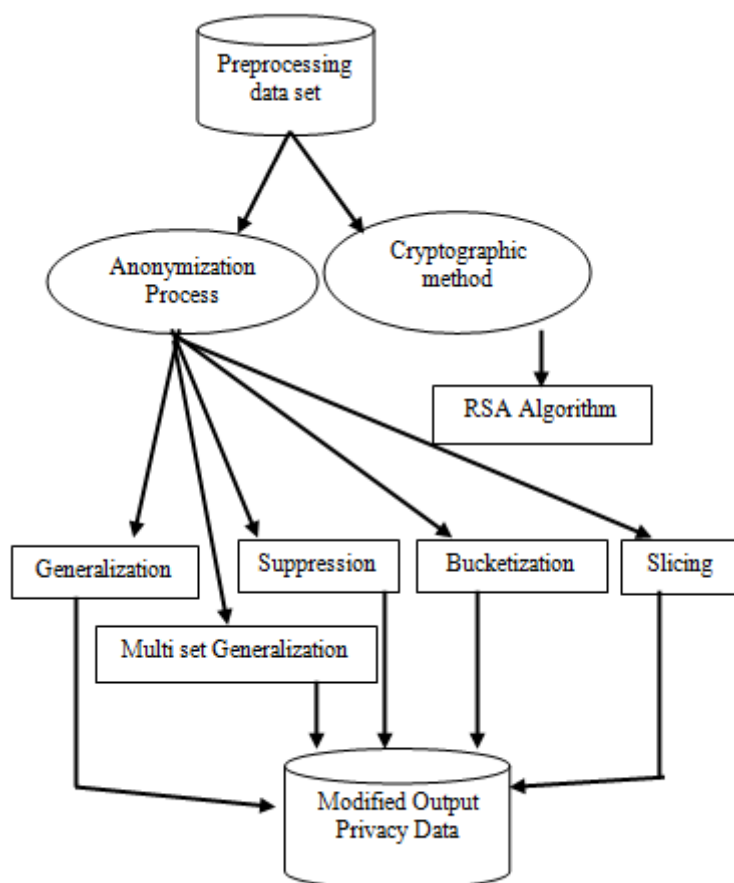 Preprocessing
data set
Anonymization
Process
Cryptographic
method
RSA Algorithm
Generalization
Suppression
Bucketization
Slicing
Multi set Generalization
Modified Output
Privacy Data